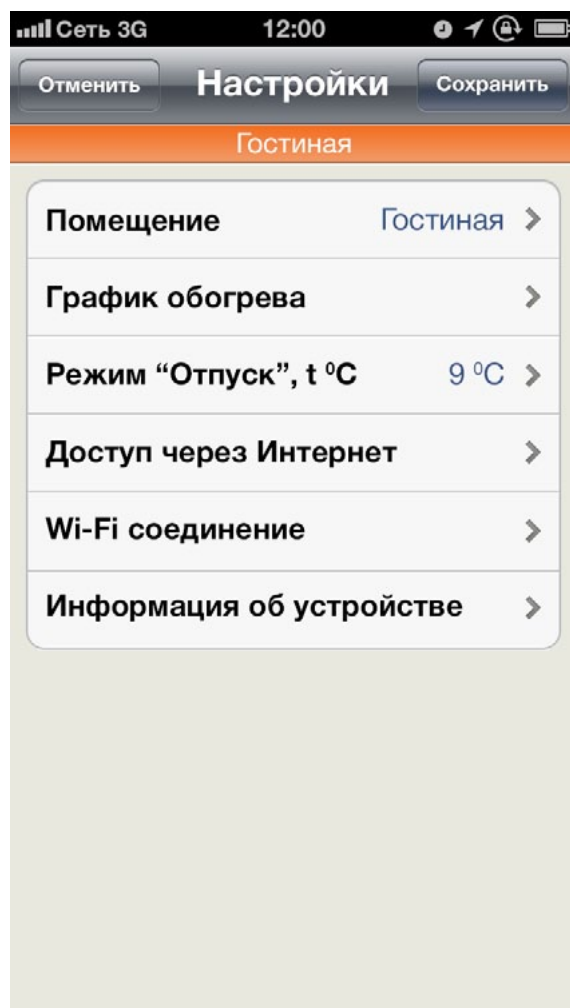 Сеть 3G 12:00
Отменить Настройки Сохранить
Гостиная
Помещение Гостиная
График обогрева
Режим “Отпуск”, t ⁰C 9 ⁰C
Доступ через Интернет
Wi-Fi соединение
Информация об устройстве